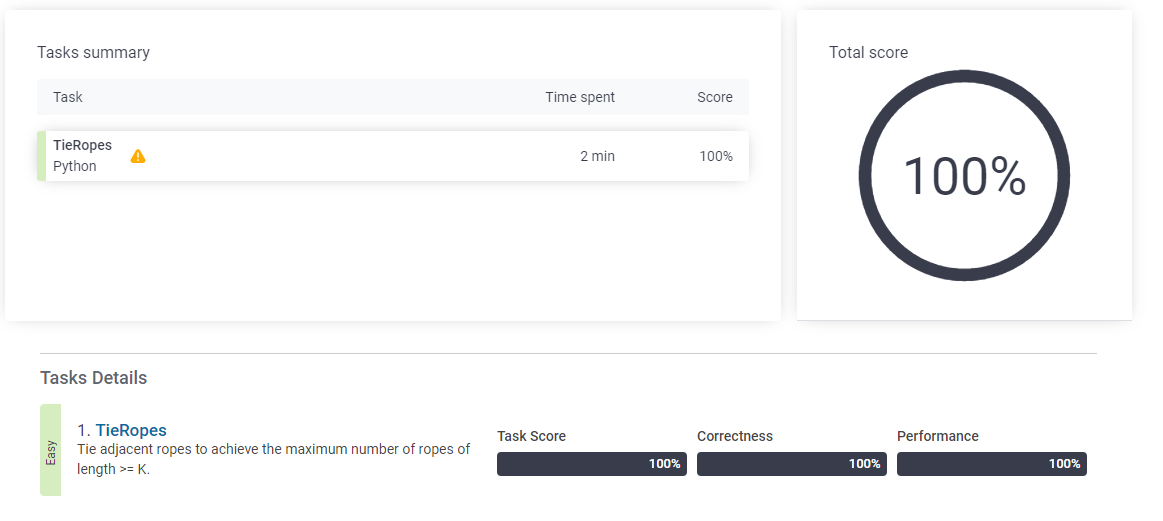 Tasks summary
Task Time spent Score
TieRopes
Python
2 min 100%
Total score
100%
Tasks Details
Easy
1. TieRopes
Tie adjacent ropes to achieve the maximum number of ropes of
length >= K.
Task Score Correctness Performance
100% 100% 100%